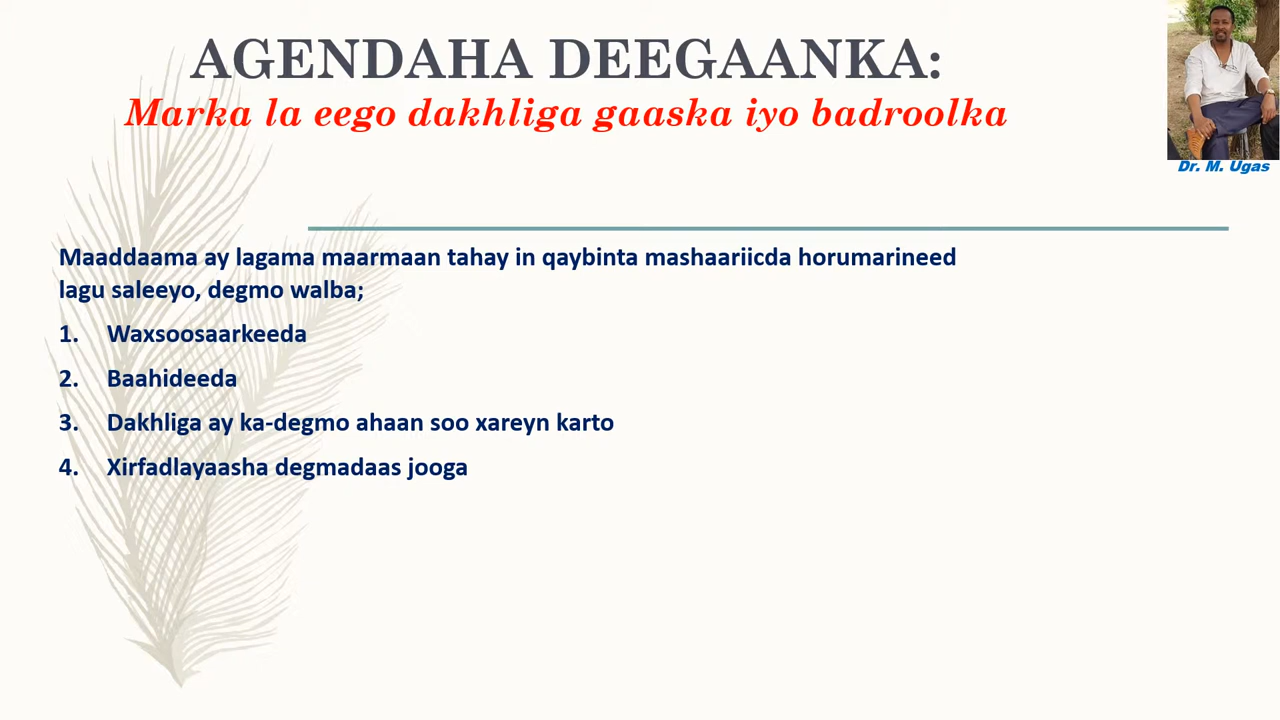 AGENDAHA DEEGAANKA:
Marka la eego dakhliga gaaska iyo badroolka
Dr. M. Ugas
Maaddaama ay lagama maarmaan tahay in qaybinta mashaariicda horumarineed
lagu saleeyo, degmo walba;
1. Waxsoosaarkeeda
2. Baahideeda
3. Dakhliga ay ka-degmo ahaan soo xareyn karto
4. Xirfadlayaasha degmadaas jooga